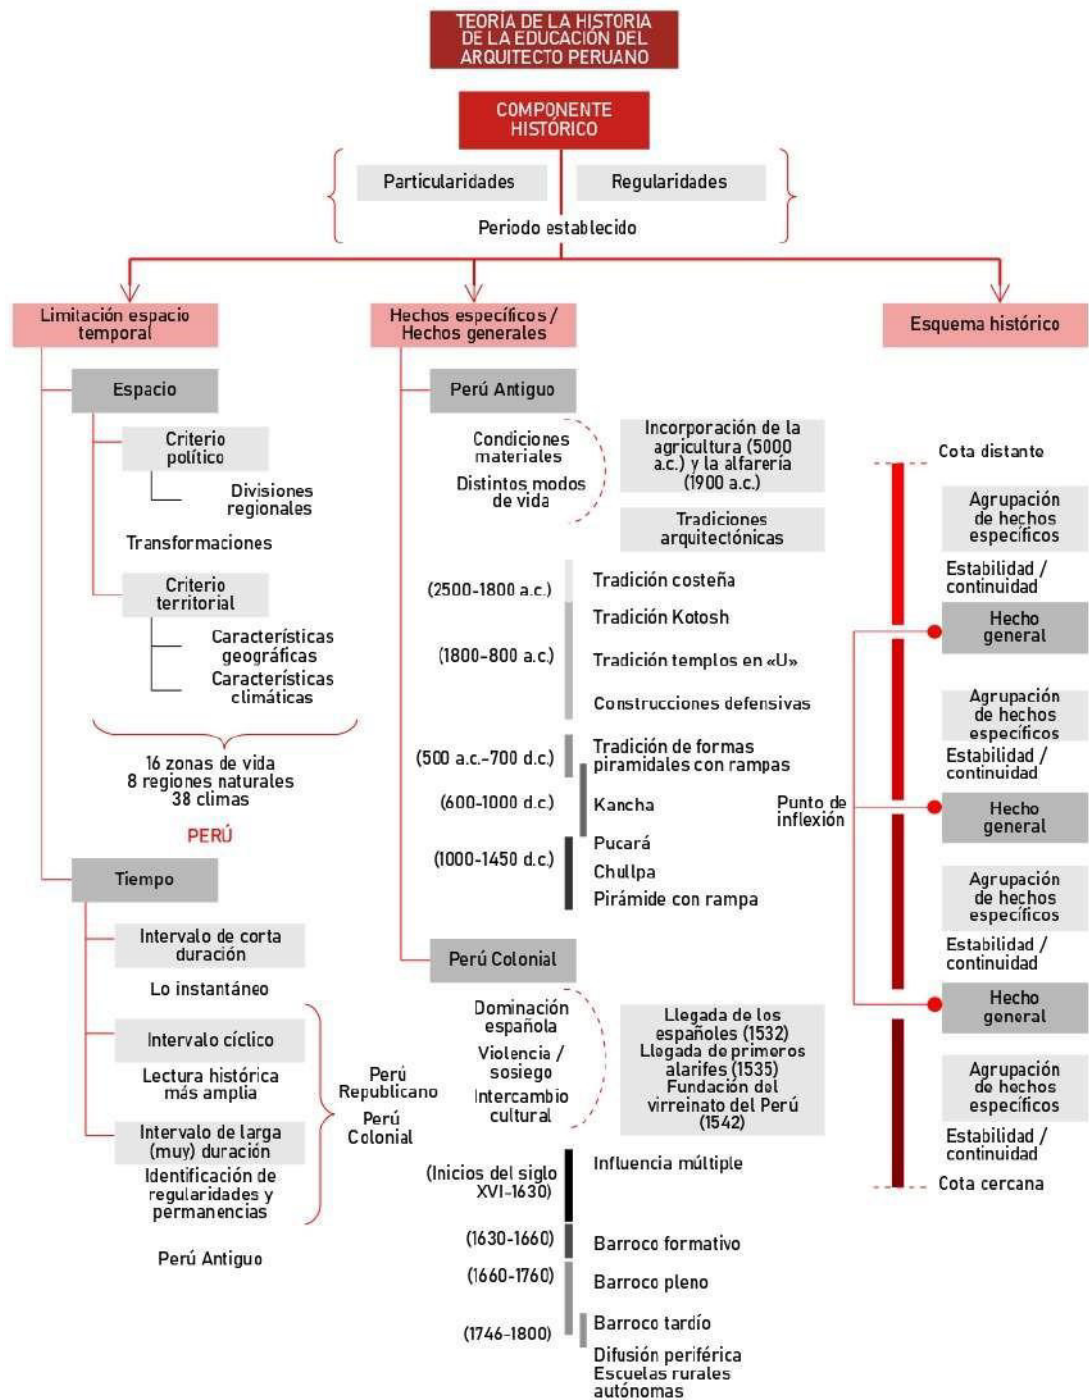 TEORÍA DE LA HISTORIA
DE LA EDUCACIÓN DEL
ARQUITECTO PERUANO
COMPONENTE
HISTÓRICO
Particularidades
Regularidades
Periodo establecido
Limitación espacio
temporal
Espacio
Criterio
político
Divisiones
regionales
Transformaciones
Criterio
territorial
Características
geográficas
Características
climáticas
16 zonas de vida
8 regiones naturales
38 climas
PERÚ
Tiempo
Intervalo de corta
duración
Lo instantáneo
Intervalo cíclico
Lectura histórica
más amplia
Intervalo de larga
(muy) duración
Identificación de
regularidades y
permanencias
Perú Antiguo
Perú
Republicano
Perú
Colonial
Hechos específicos /
Hechos generales
Perú Antiguo
Condiciones
materiales
Distintos modos
de vida
Incorporación de la
agricultura (5000
a.c.) y la alfarería
(1900 a.c.)
Tradiciones
arquitectónicas
(2500-1800 a.c.)
Tradición costeña
Tradición Kotosh
(1800-800 a.c.)
Tradición templos en «U»
Construcciones defensivas
(500 a.c.-700 d.c.)
Tradición de formas
piramidales con rampas
(600-1000 d.c.)
Kancha
Pucará
(1000-1450 d.c.)
Chullpa
Pirámide con rampa
Perú Colonial
Dominación
española
Violencia /
sosiego
Intercambio
cultural
Llegada de los
españoles (1532)
Llegada de primeros
alarifes (1535)
Fundación del
virreinato del Perú
(1542)
(Inicios del siglo
XVI-1630)
Influencia múltiple
(1630-1660)
Barroco formativo
(1660-1760)
Barroco pleno
(1746-1800)
Barroco tardío
Difusión periférica
Escuelas rurales
autónomas
Esquema histórico
Cota distante
Agrupación
de hechos
específicos
Estabilidad /
continuidad
Hecho
general
Agrupación
de hechos
específicos
Estabilidad /
continuidad
Punto de
inflexión
Hecho
general
Agrupación
de hechos
específicos
Estabilidad /
continuidad
Hecho
general
Agrupación
de hechos
específicos
Estabilidad /
continuidad
Cota cercana